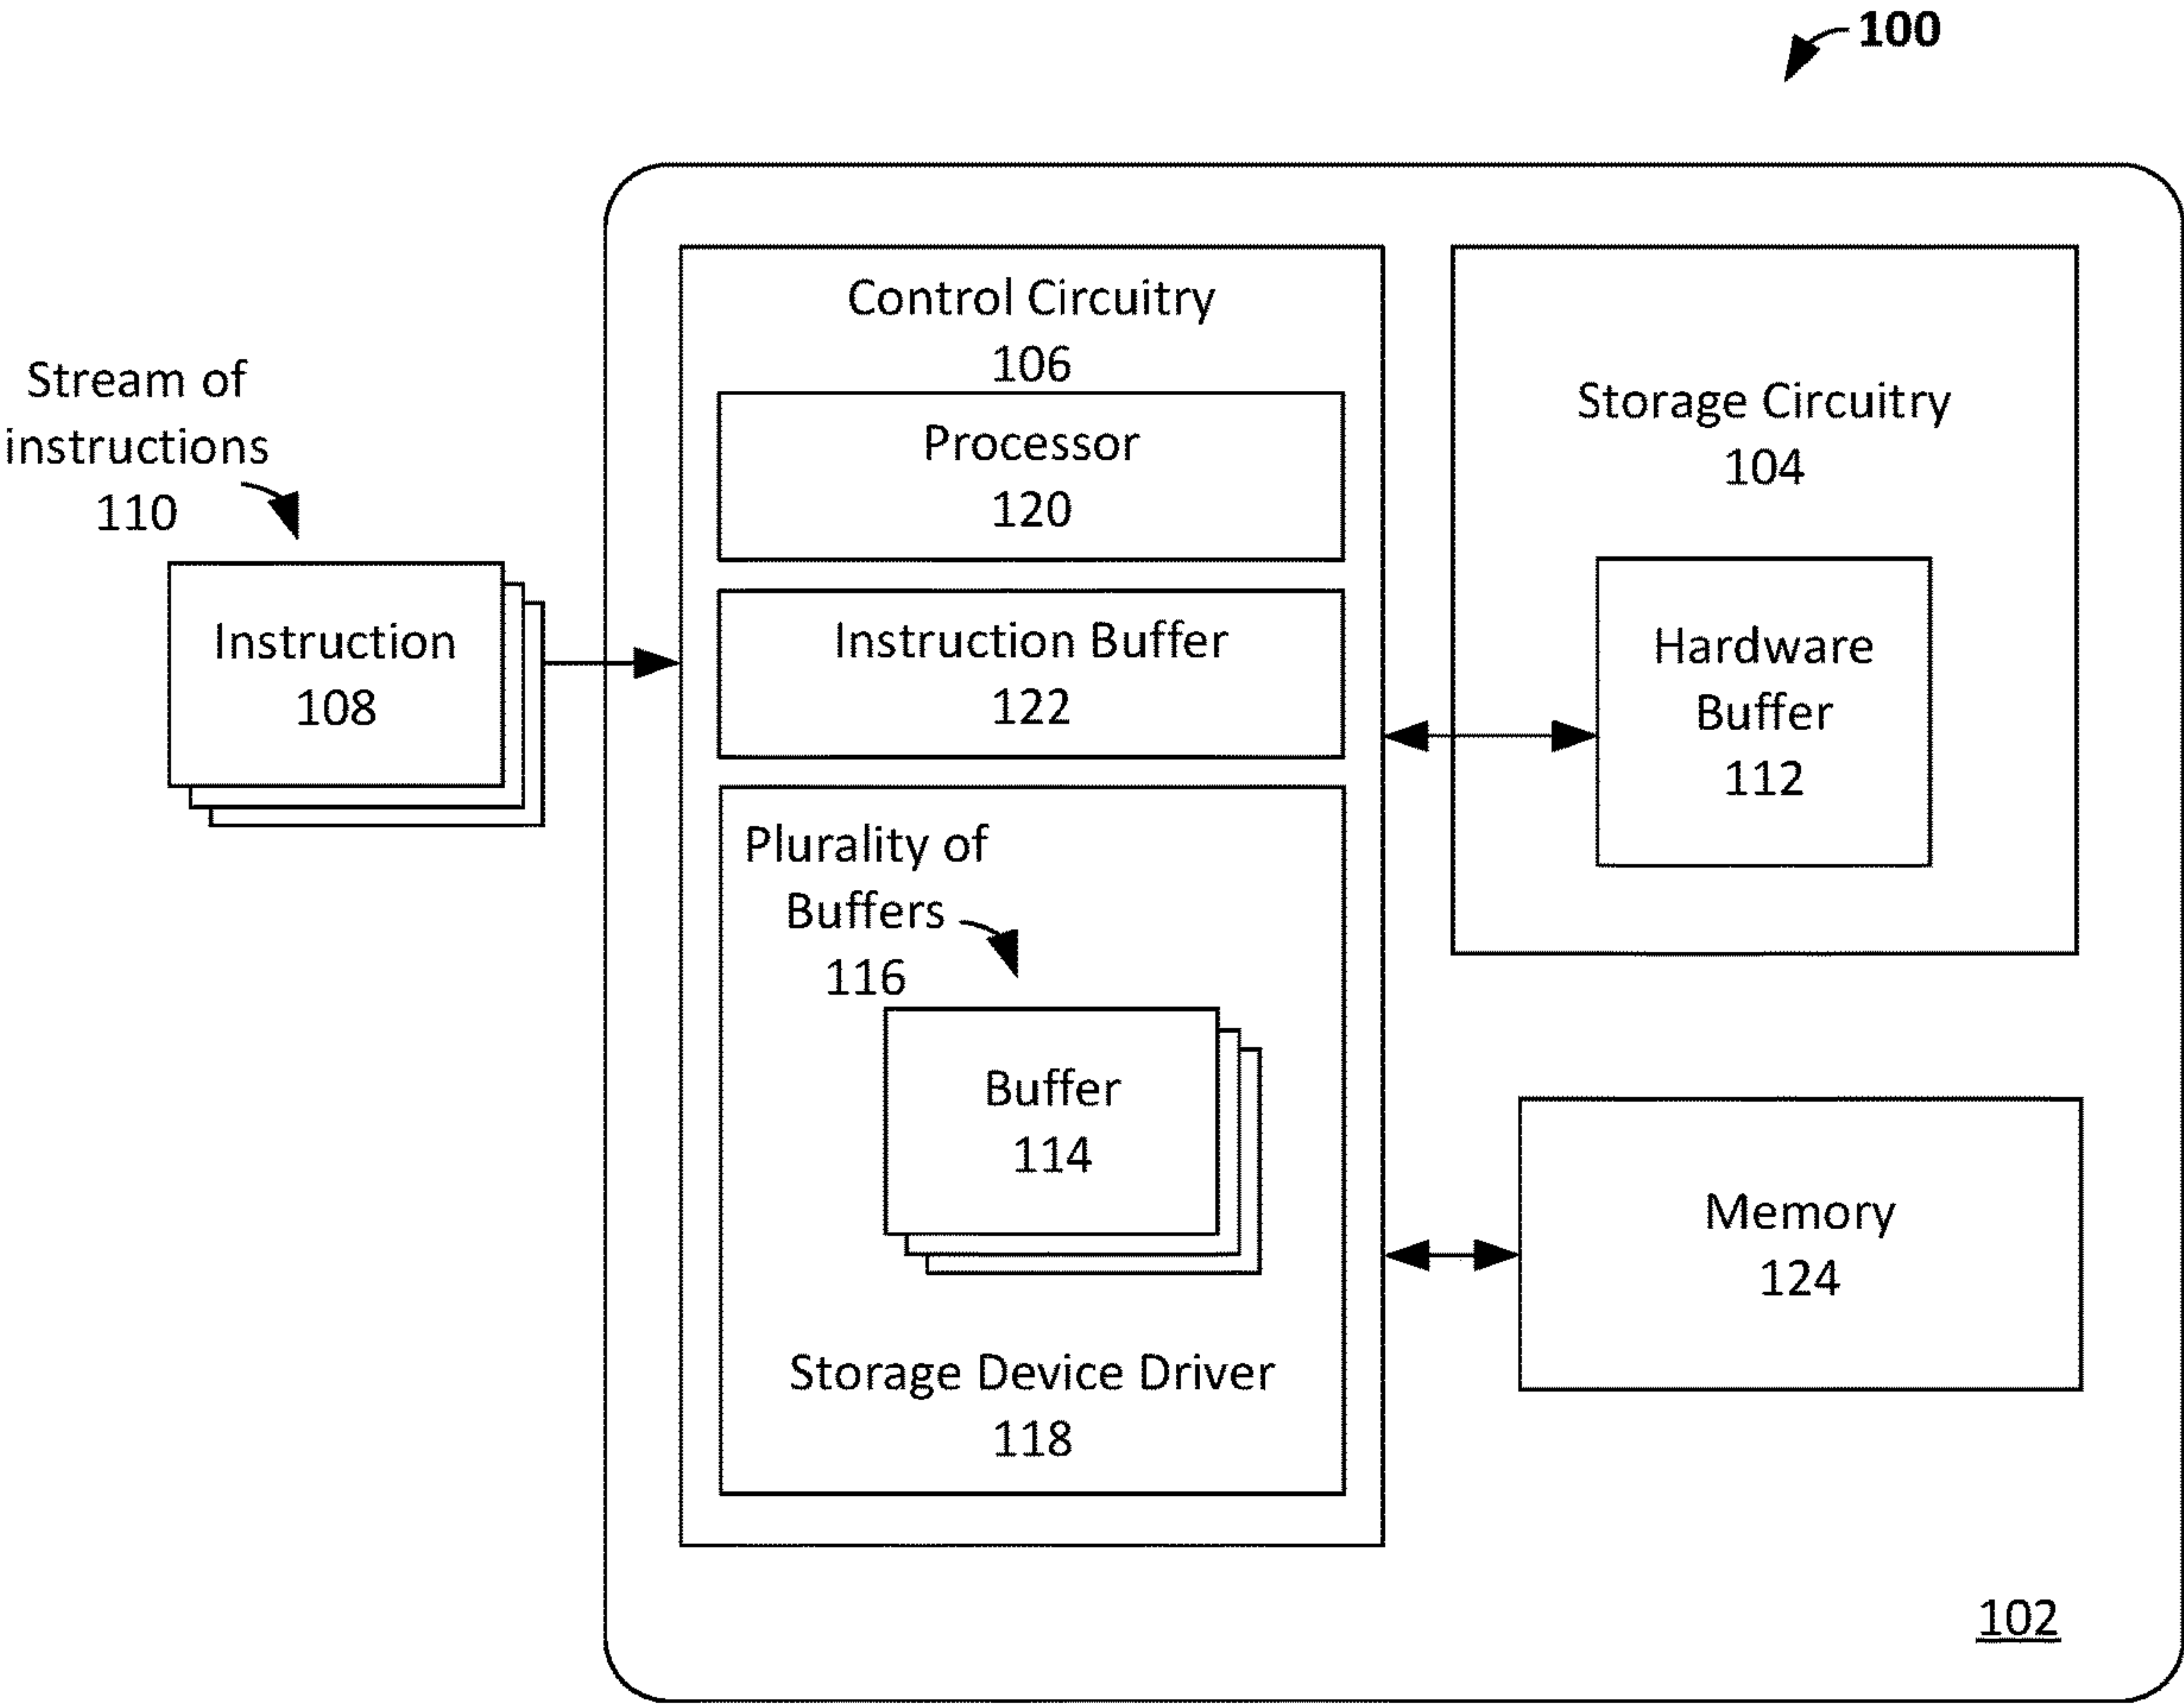 100
Stream of
instructions
110
Instruction
108
Control Circuitry
106
Processor
120
Instruction Buffer
122
Plurality of
Buffers
116
Buffer
114
Storage Device Driver
118
Storage Circuitry
104
Hardware
Buffer
112
Memory
124
102